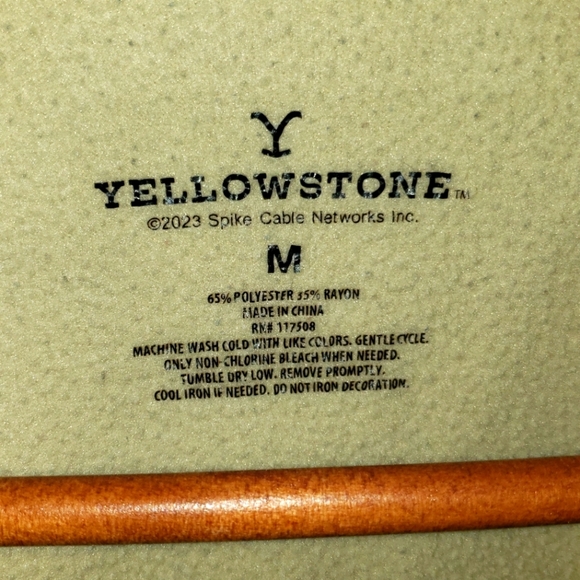 Y
YELLOWSTONE™
©2023 Spike Cable Networks Inc.
M
65% POLYESTER 35% RAYON
MADE IN CHINA
RN# 117508
MACHINE WASH COLD WITH LIKE COLORS. GENTLE CYCLE.
ONLY NON-CHLORINE BLEACH WHEN NEEDED.
TUMBLE DRY LOW. REMOVE PROMPTLY.
COOL IRON IF NEEDED. DO NOT IRON DECORATION.